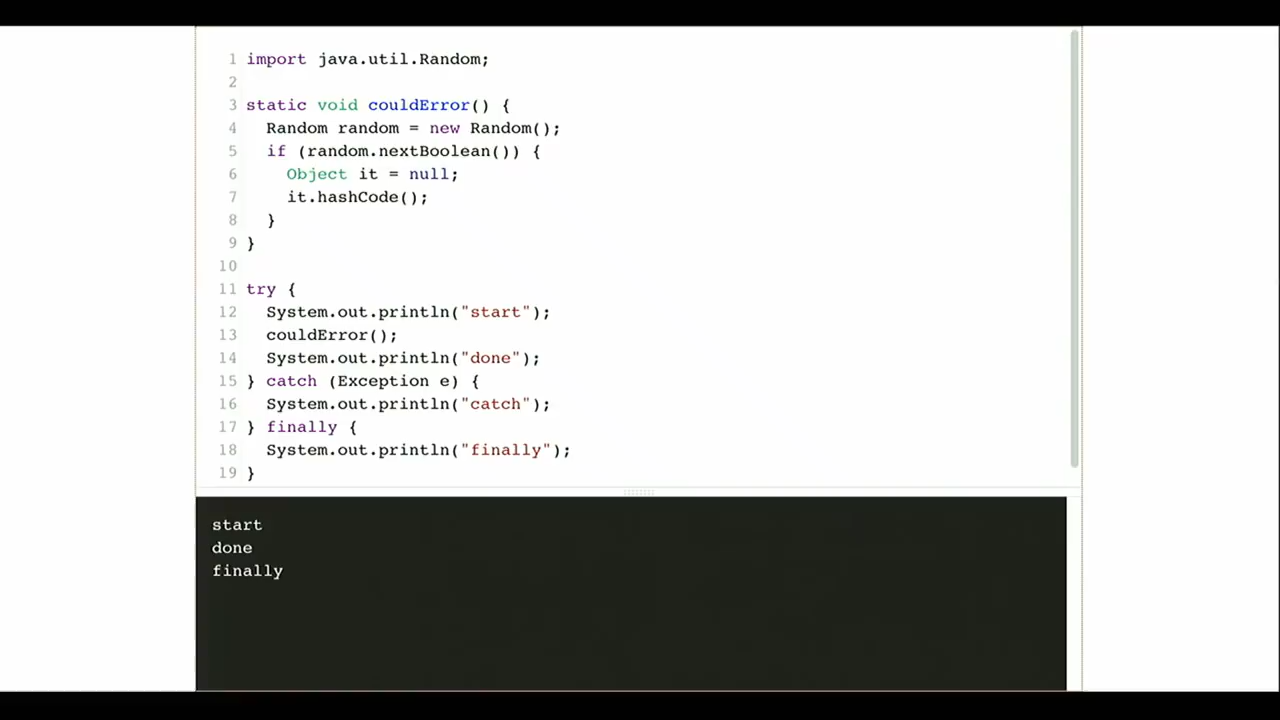 1 import java.util.Random;
2
3 static void couldError() {
4   Random random = new Random();
5   if (random.nextBoolean()) {
6     Object it = null;
7     it.hashCode();
8   }
9 }
10
11 try {
12   System.out.println("start");
13   couldError();
14   System.out.println("done");
15 } catch (Exception e) {
16   System.out.println("catch");
17 } finally {
18   System.out.println("finally");
19 }
start
done
finally